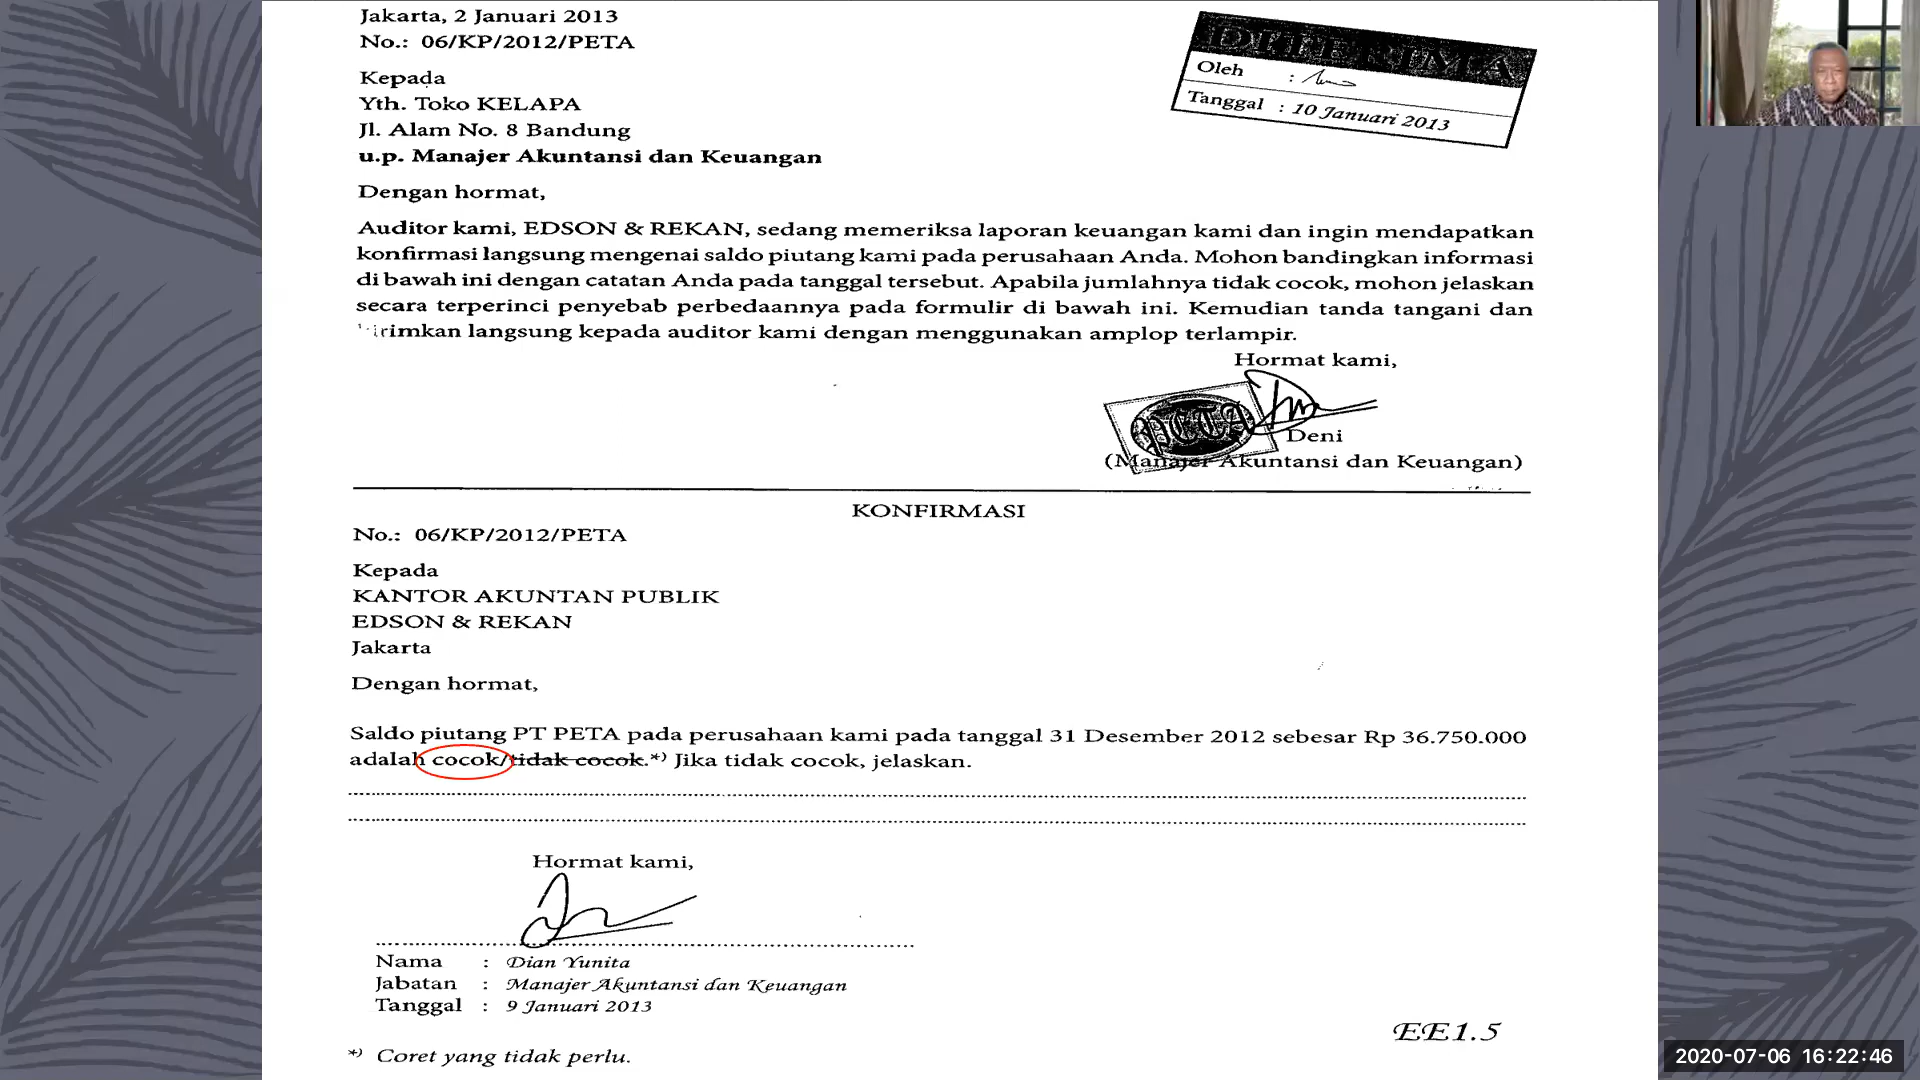 Jakarta, 2 Januari 2013
No.: 06/KP/2012/PETA
DITERIMA
Oleh :
Tanggal : 10 Januari 2013
Kepada
Yth. Toko KELAPA
Jl. Alam No. 8 Bandung
u.p. Manajer Akuntansi dan Keuangan
Dengan hormat,
Auditor kami, EDSON & REKAN, sedang memeriksa laporan keuangan kami dan ingin mendapatkan
konfirmasi langsung mengenai saldo piutang kami pada perusahaan Anda. Mohon bandingkan informasi
di bawah ini dengan catatan Anda pada tanggal tersebut. Apabila jumlahnya tidak cocok, mohon jelaskan
secara terperinci penyebab perbedaannya pada formulir di bawah ini. Kemudian tanda tangani dan
kirimkan langsung kepada auditor kami dengan menggunakan amplop terlampir.
Hormat kami,
PETA
Deni
(Manajer Akuntansi dan Keuangan)
KONFIRMASI
No.: 06/KP/2012/PETA
Kepada
KANTOR AKUNTAN PUBLIK
EDSON & REKAN
Jakarta
Dengan hormat,
Saldo piutang PT PETA pada perusahaan kami pada tanggal 31 Desember 2012 sebesar Rp 36.750.000
adalah cocok/tidak cocok.*) Jika tidak cocok, jelaskan.
Hormat kami,
Nama : Dian Yunita
Jabatan : Manajer Akuntansi dan Keuangan
Tanggal : 9 Januari 2013
EE1.5
*) Coret yang tidak perlu.
2020-07-06 16:22:46